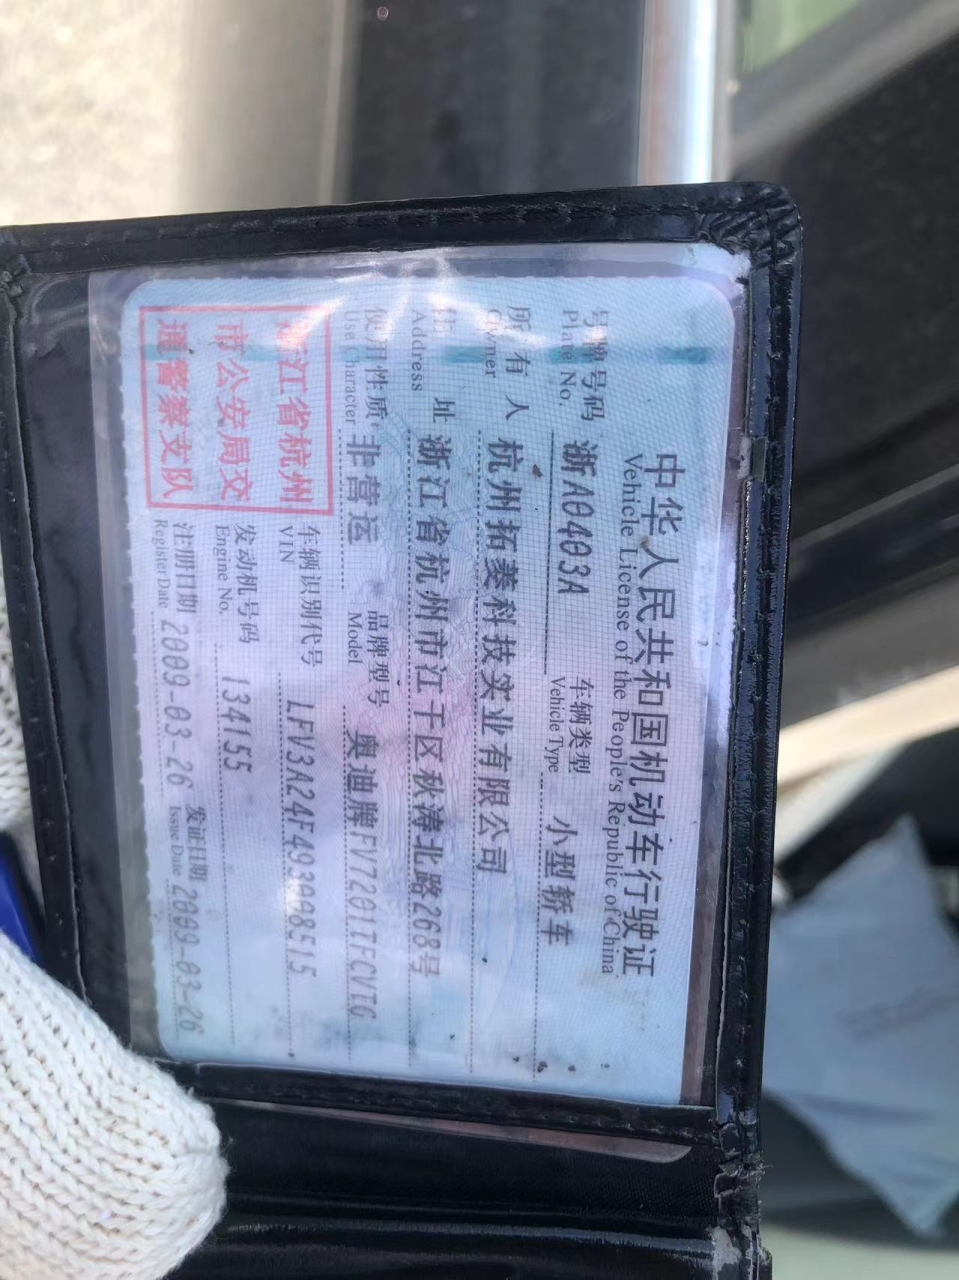 中华人民共和国机动车行驶证
Vehicle License of the People's Republic of China
号牌号码 浙A0403A 车辆类型 小型轿车
Plate No. Vehicle Type
所有人 杭州拓菱科技实业有限公司
Owner
住址 浙江省杭州市江干区秋涛北路268号
Address
使用性质 非营运 品牌型号 奥迪牌FV7201TFCVTG
Use Character Model
浙江省杭州
市公安局交
通警察支队
车辆识别代号 LFV3A24F493008515
VIN
发动机号码 134155
Engine No.
注册日期 2009-03-26 发证日期 2009-03-26
Register Date Issue Date